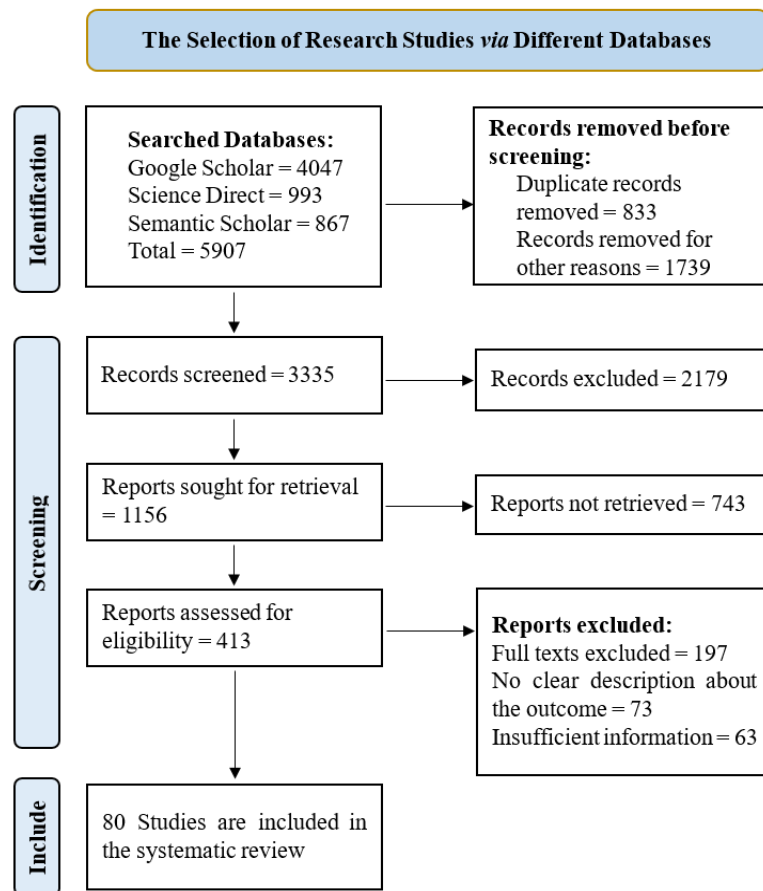 The Selection of Research Studies via Different Databases
Identification
Searched Databases:
Google Scholar = 4047
Science Direct = 993
Semantic Scholar = 867
Total = 5907
Records removed before
screening:
Duplicate records
removed = 833
Records removed for
other reasons = 1739
Screening
Records screened = 3335
Records excluded = 2179
Reports sought for retrieval
= 1156
Reports not retrieved = 743
Reports assessed for
eligibility = 413
Reports excluded:
Full texts excluded = 197
No clear description about
the outcome = 73
Insufficient information = 63
Include
80 Studies are included in
the systematic review